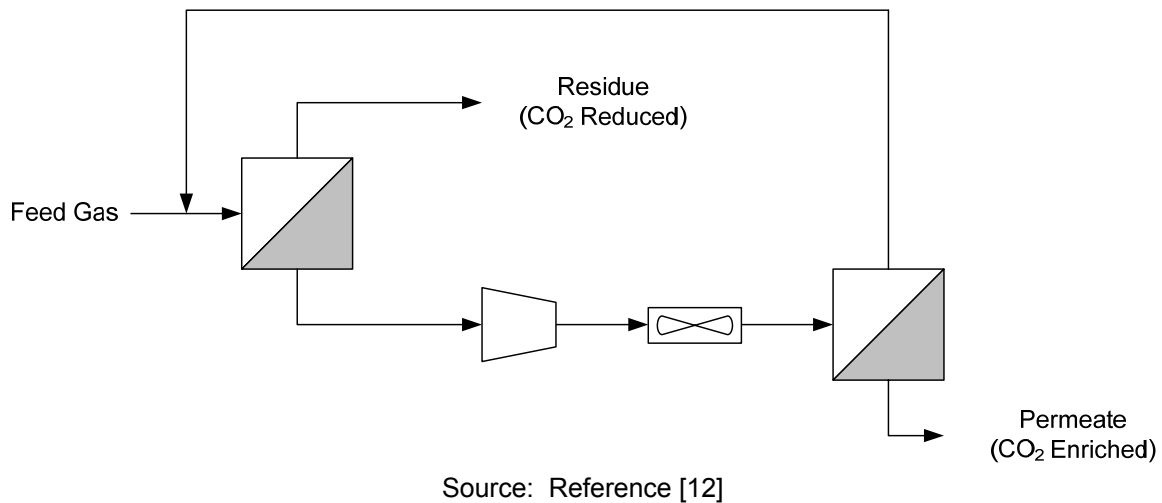 Residue
(CO₂ Reduced)
Feed Gas
Permeate
(CO₂ Enriched)
Source: Reference [12]